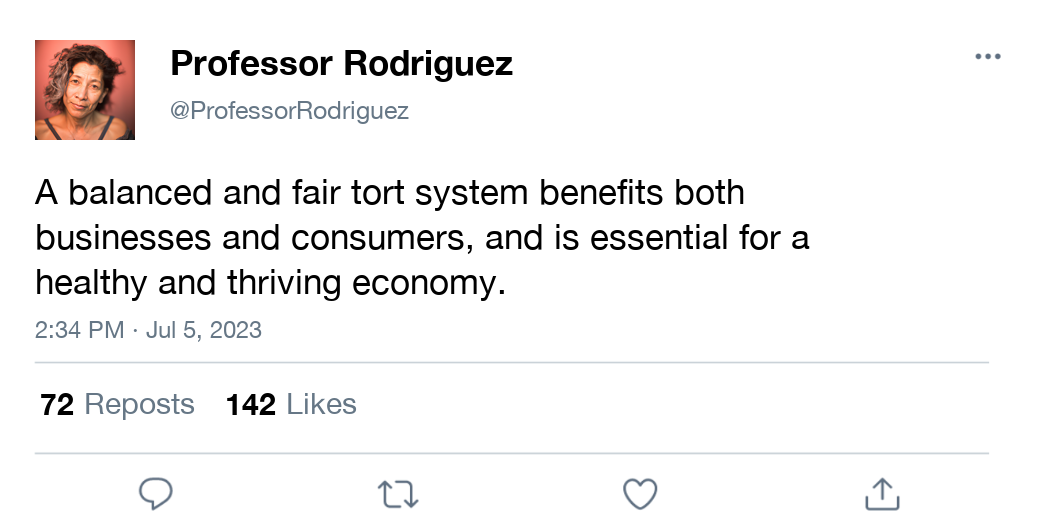 Professor Rodriguez
@ProfessorRodriguez
A balanced and fair tort system benefits both
businesses and consumers, and is essential for a
healthy and thriving economy.
2:34 PM · Jul 5, 2023
72 Reposts 142 Likes